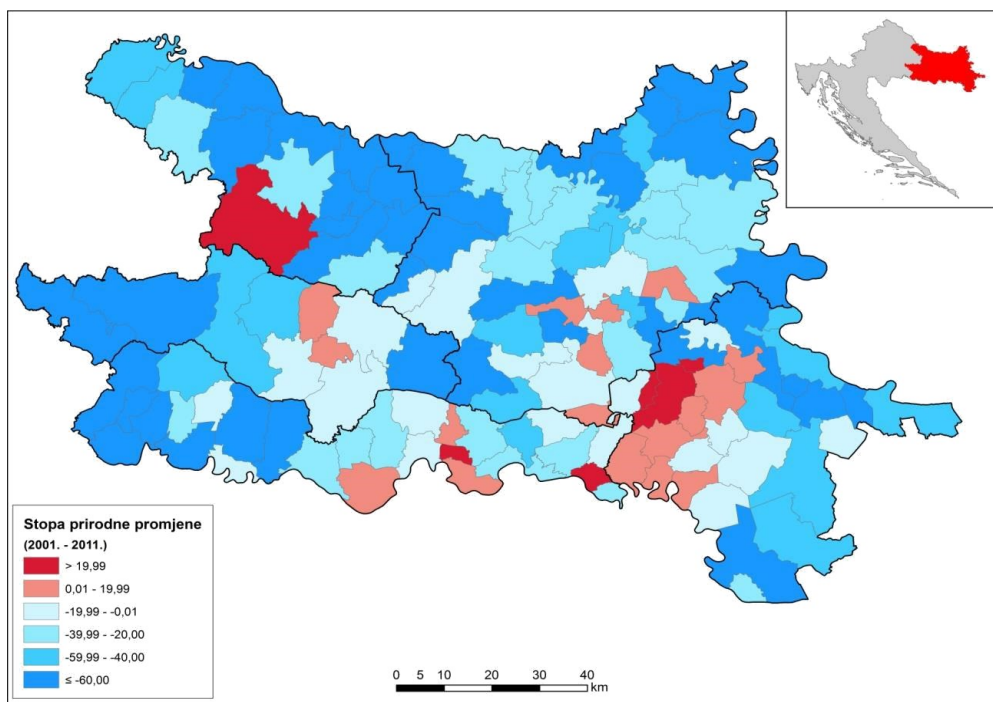 Stopa prirodne promjene
(2001. - 2011.)
> 19,99
0,01 - 19,99
-19,99 - -0,01
-39,99 - -20,00
-59,99 - -40,00
≤ -60,00
0 5 10 20 30 40
km